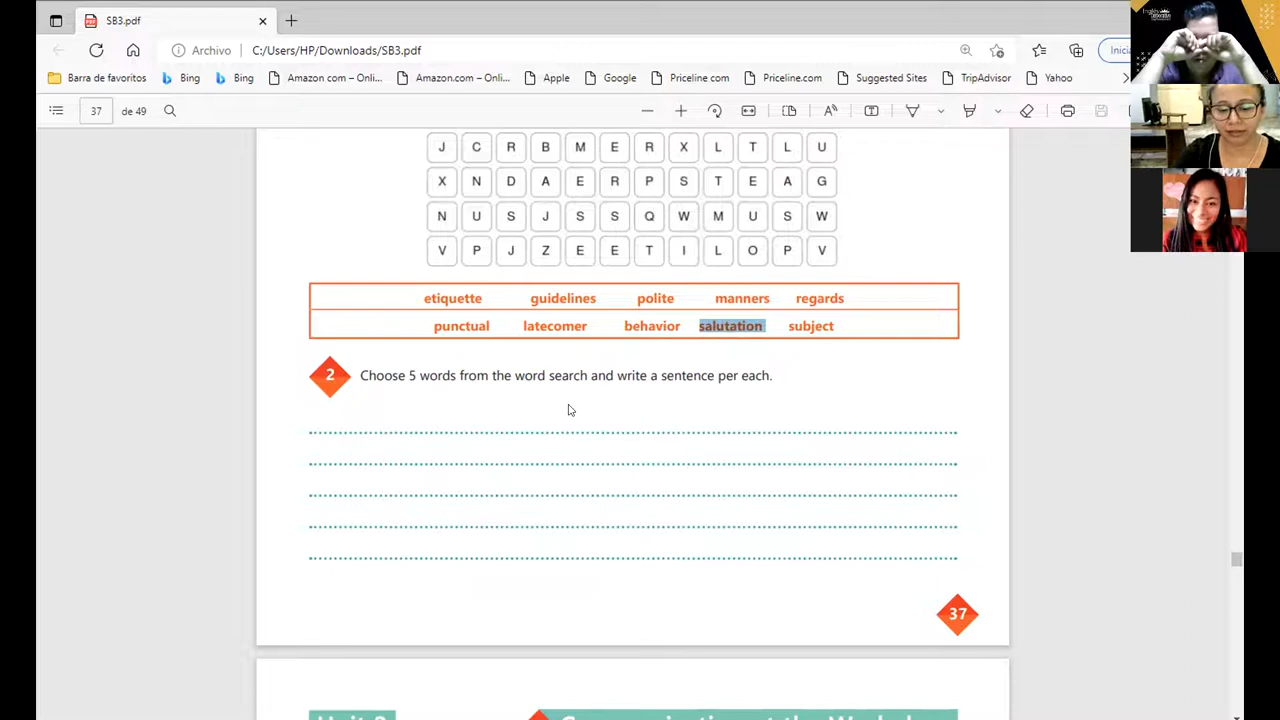 SB3.pdf
Archivo C:/Users/HP/Downloads/SB3.pdf
Barra de favoritos Bing Bing Amazon com – Onli... Amazon.com – Onli... Apple Google Priceline com Priceline.com Suggested Sites TripAdvisor Yahoo
37 de 49
J C R B M E R X L T L U
X N D A E R P S T E A G
N U S J S S Q W M U S W
V P J Z E E T I L O P V
etiquette guidelines polite manners regards
punctual latecomer behavior salutation subject
2 Choose 5 words from the word search and write a sentence per each.
37